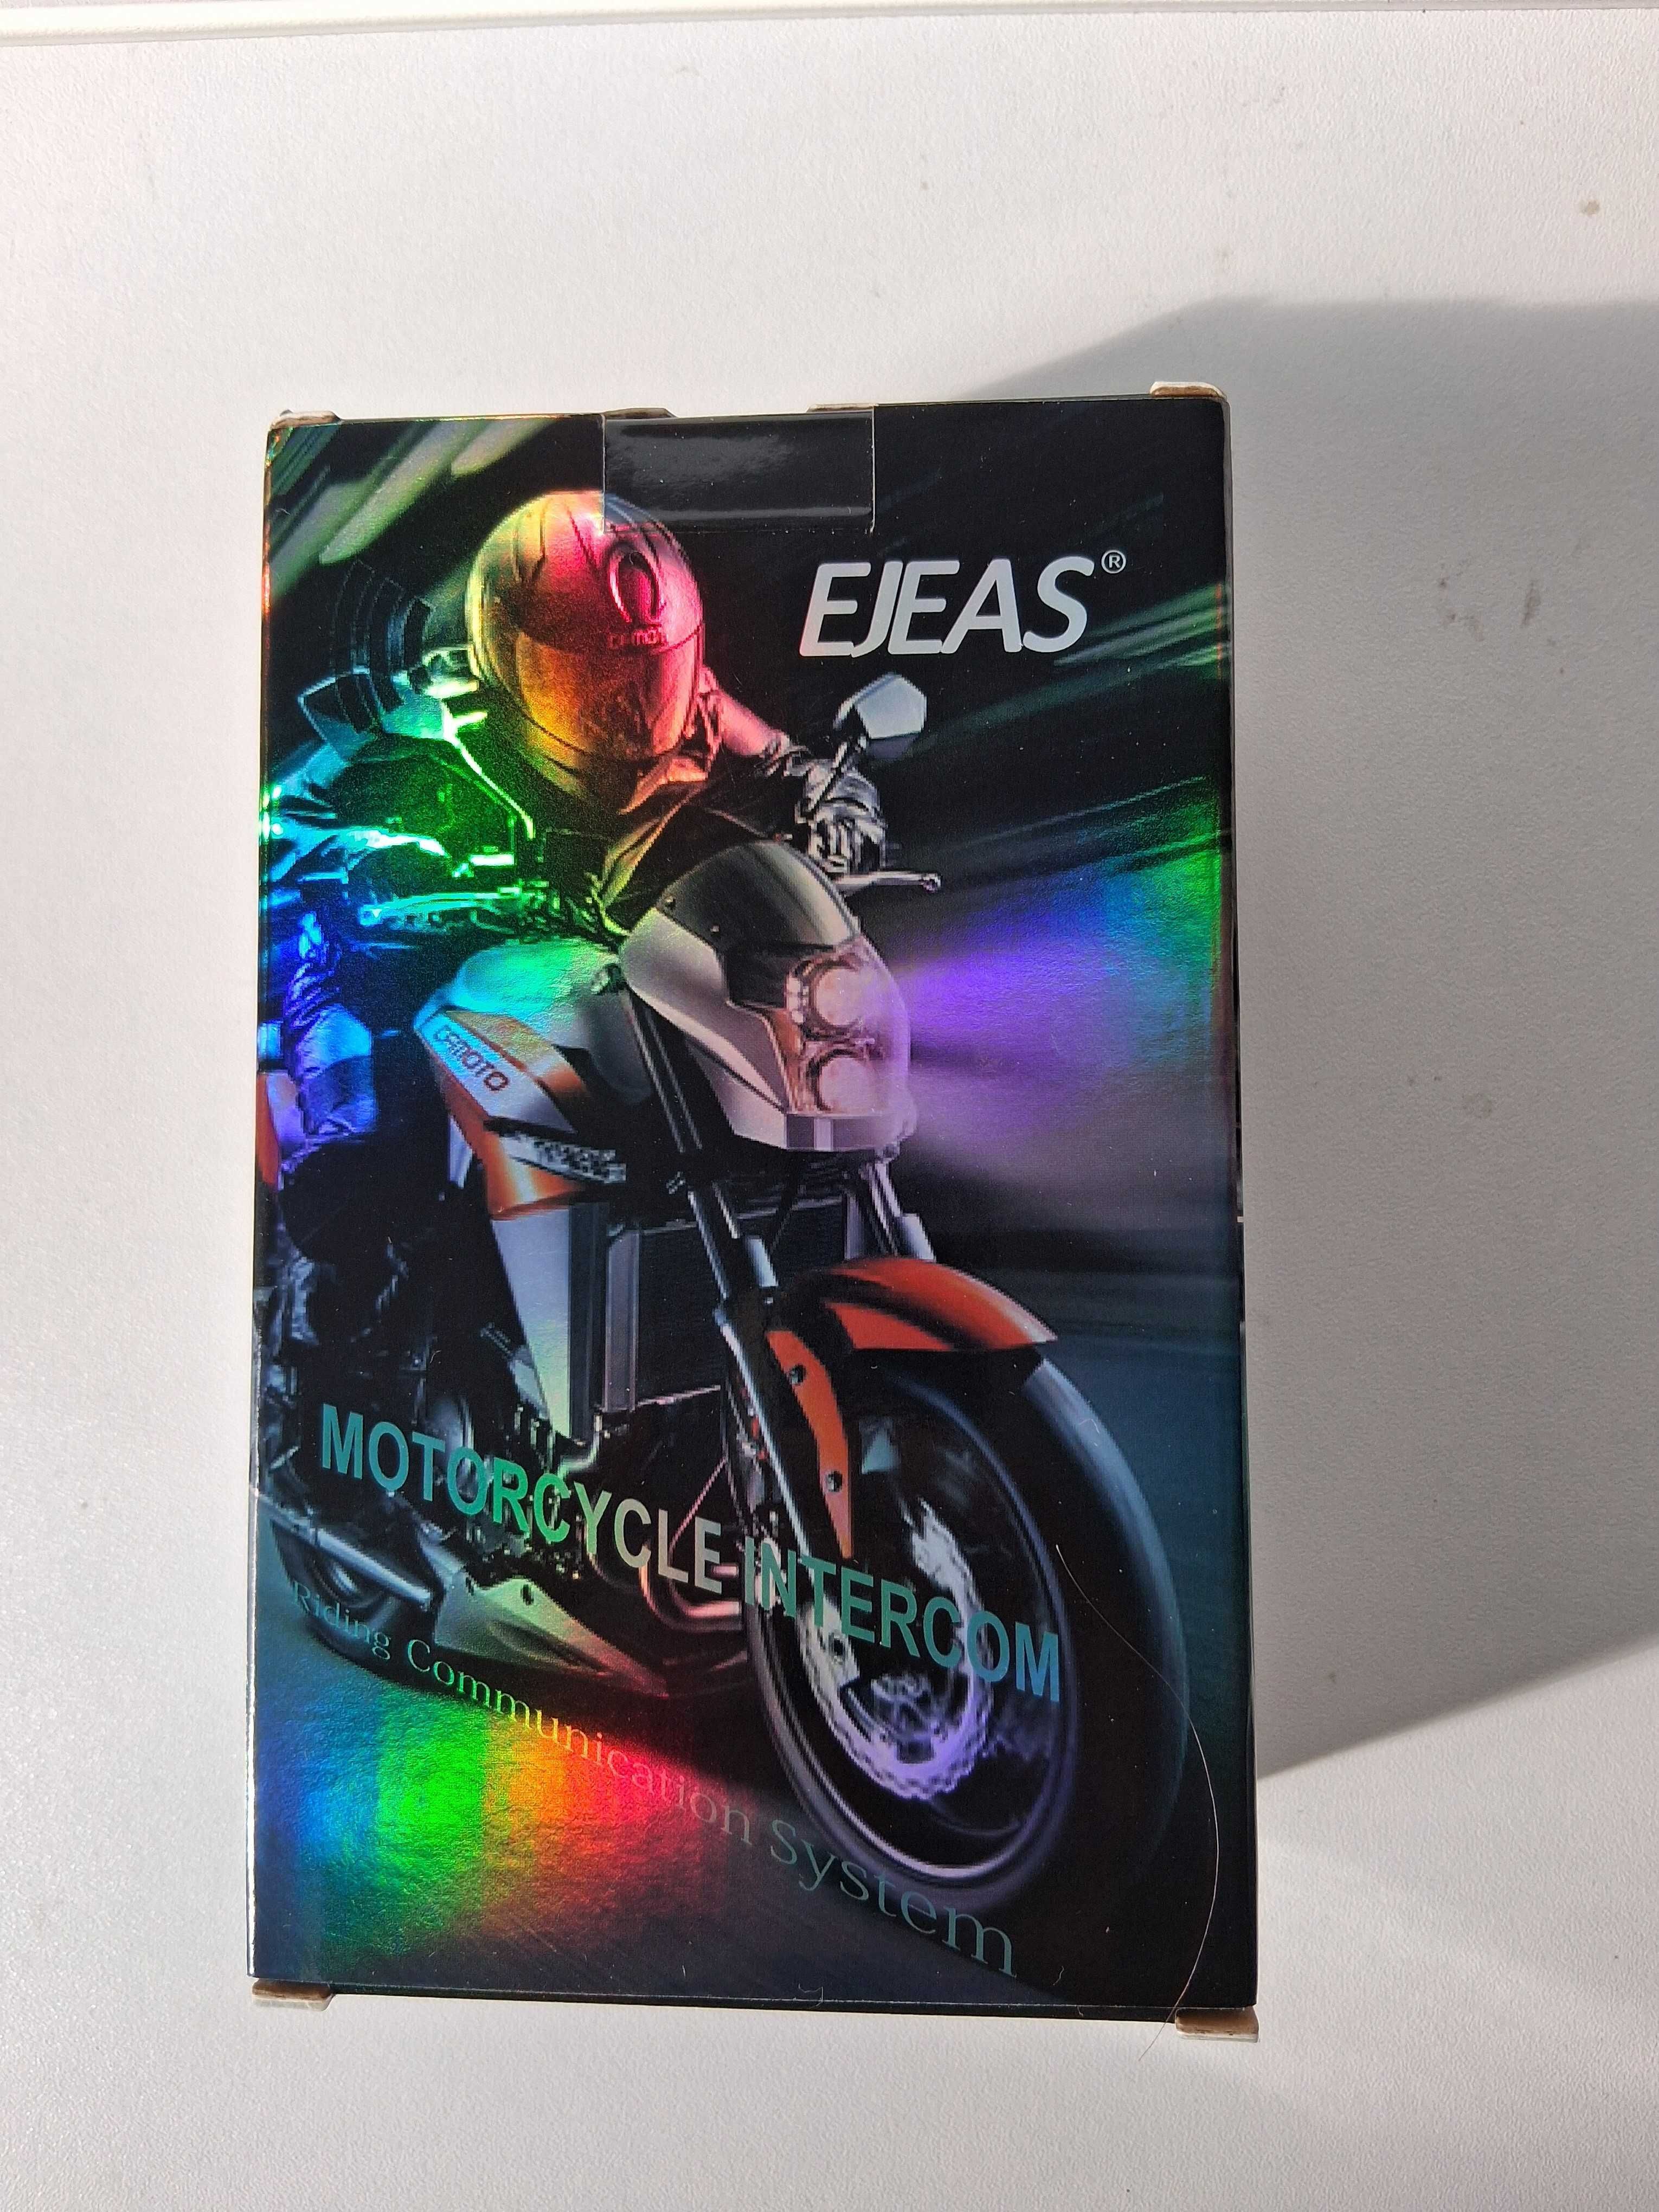 EJEAS®
CFMOTO
CFMOTO
MOTORCYCLE INTERCOM
Riding Communication System